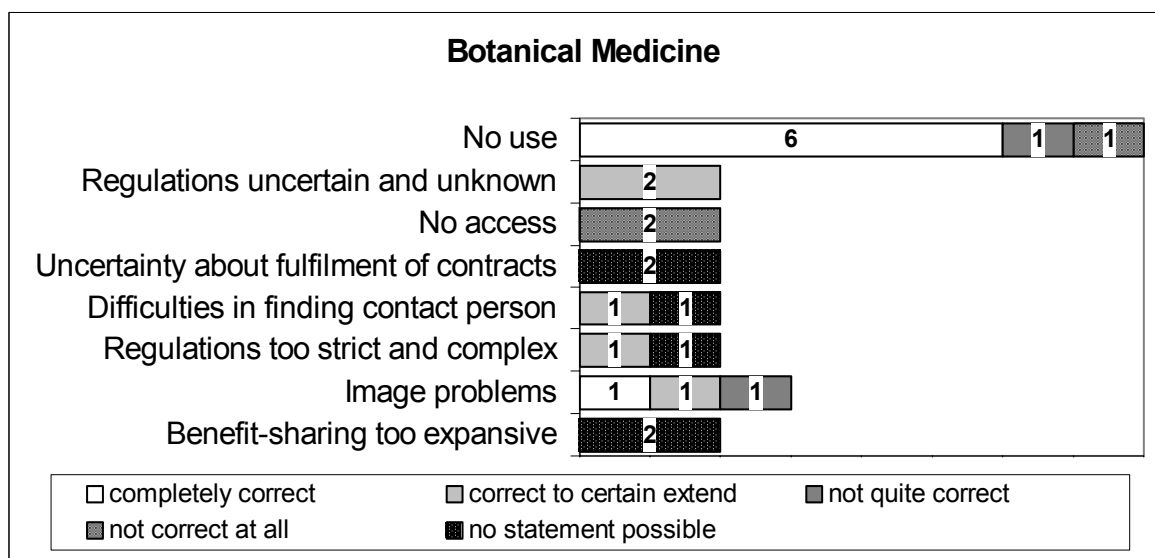 Botanical Medicine
No use 6 1 1
Regulations uncertain and unknown 2
No access 2
Uncertainty about fulfilment of contracts 2
Difficulties in finding contact person 1 1
Regulations too strict and complex 1 1
Image problems 1 1 1
Benefit-sharing too expansive 2
completely correct correct to certain extend not quite correct
not correct at all no statement possible